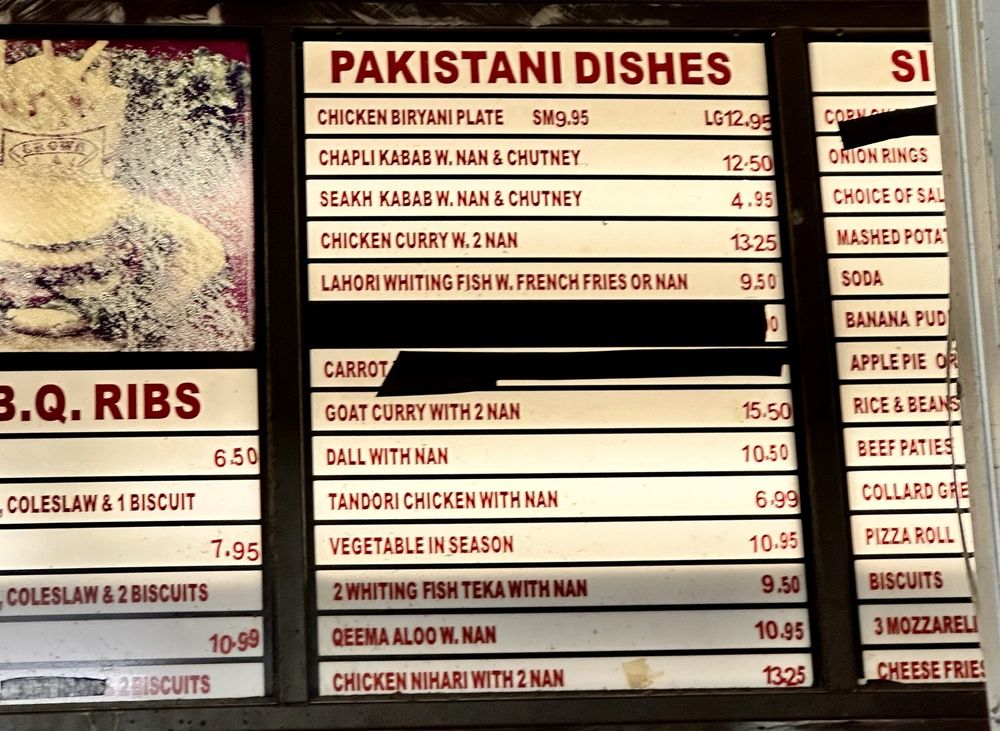 CROWN
B.Q. RIBS
6.50
, COLESLAW & 1 BISCUIT
7.95
, COLESLAW & 2 BISCUITS
10.99
& 2 BISCUITS
PAKISTANI DISHES
CHICKEN BIRYANI PLATE SM9.95 LG12.95
CHAPLI KABAB W. NAN & CHUTNEY 12.50
SEAKH KABAB W. NAN & CHUTNEY 4.95
CHICKEN CURRY W. 2 NAN 13.25
LAHORI WHITING FISH W. FRENCH FRIES OR NAN 9.50
CARROT
GOAT CURRY WITH 2 NAN 15.50
DALL WITH NAN 10.50
TANDORI CHICKEN WITH NAN 6.99
VEGETABLE IN SEASON 10.95
2 WHITING FISH TEKA WITH NAN 9.50
QEEMA ALOO W. NAN 10.95
CHICKEN NIHARI WITH 2 NAN 13.25
SI
CORN
ONION RINGS
CHOICE OF SAL
MASHED POTA
SODA
BANANA PUD
APPLE PIE OR
RICE & BEANS
BEEF PATIES
COLLARD GRE
PIZZA ROLL
BISCUITS
3 MOZZARELL
CHEESE FRIES